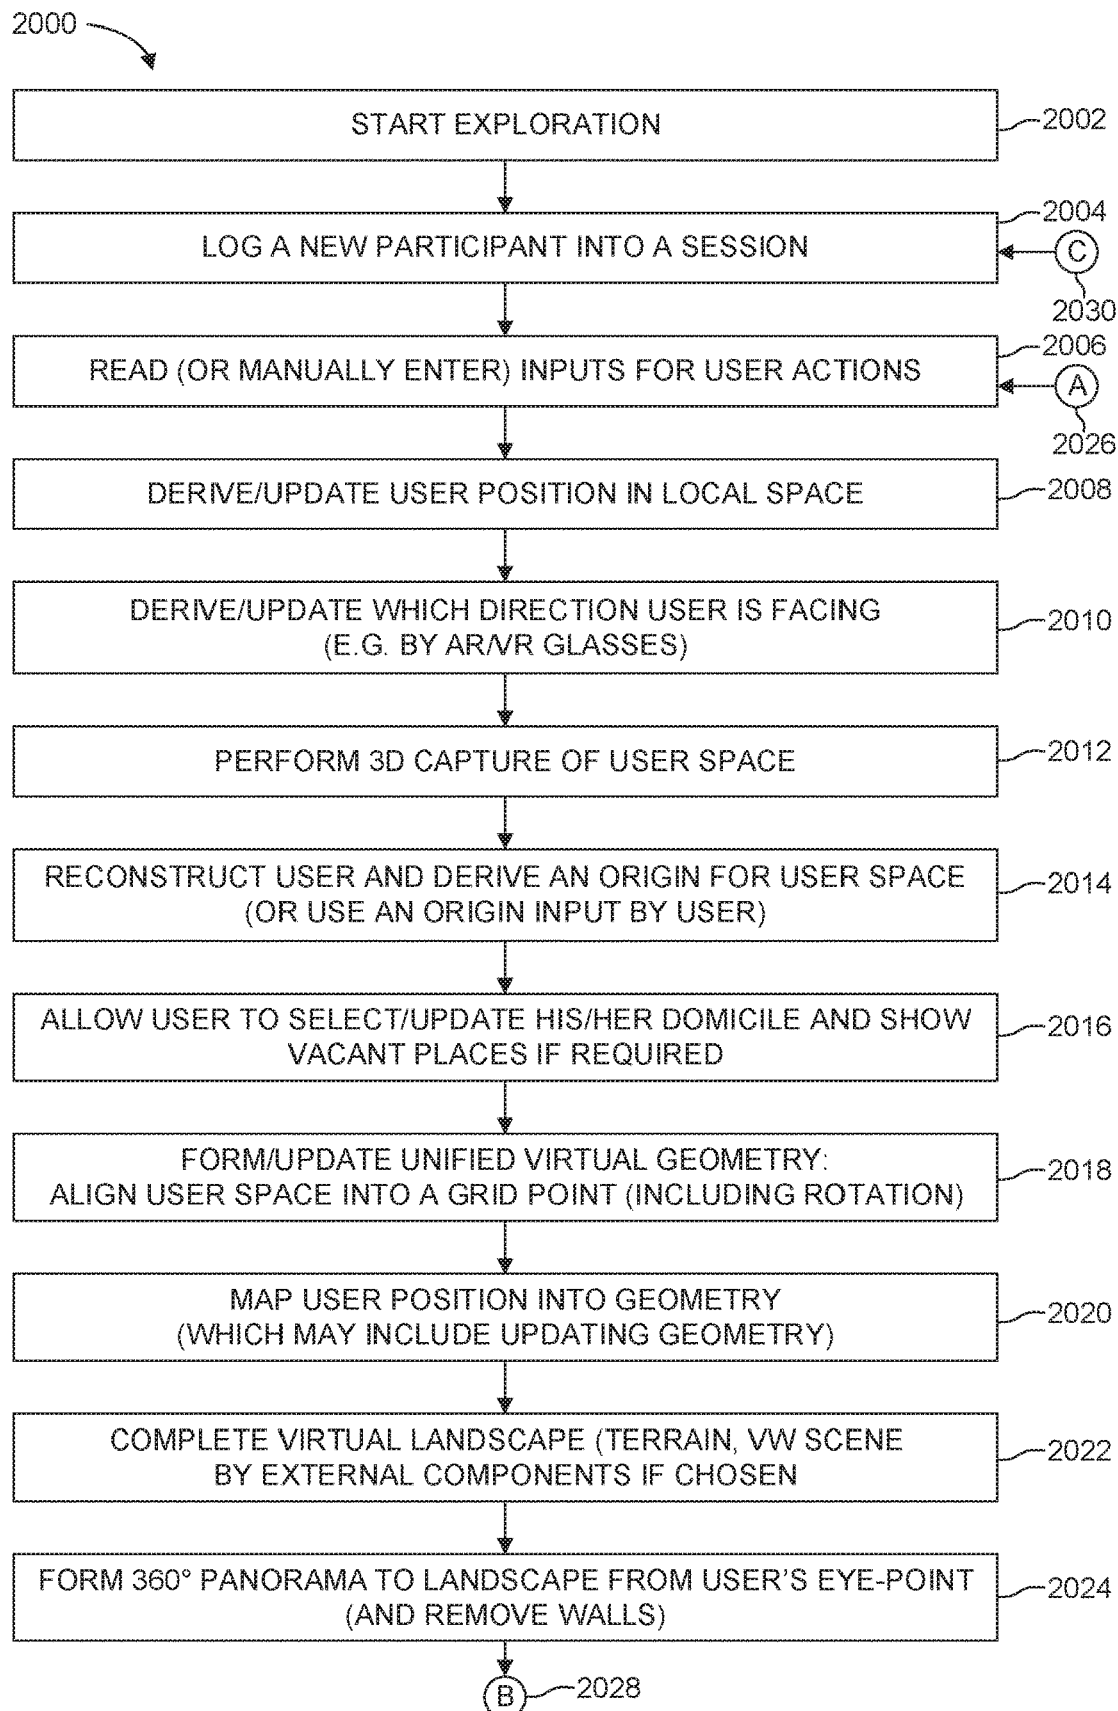 2000
START EXPLORATION
2002
LOG A NEW PARTICIPANT INTO A SESSION
2004
C
2030
READ (OR MANUALLY ENTER) INPUTS FOR USER ACTIONS
2006
A
2026
DERIVE/UPDATE USER POSITION IN LOCAL SPACE
2008
DERIVE/UPDATE WHICH DIRECTION USER IS FACING
(E.G. BY AR/VR GLASSES)
2010
PERFORM 3D CAPTURE OF USER SPACE
2012
RECONSTRUCT USER AND DERIVE AN ORIGIN FOR USER SPACE
(OR USE AN ORIGIN INPUT BY USER)
2014
ALLOW USER TO SELECT/UPDATE HIS/HER DOMICILE AND SHOW
VACANT PLACES IF REQUIRED
2016
FORM/UPDATE UNIFIED VIRTUAL GEOMETRY:
ALIGN USER SPACE INTO A GRID POINT (INCLUDING ROTATION)
2018
MAP USER POSITION INTO GEOMETRY
(WHICH MAY INCLUDE UPDATING GEOMETRY)
2020
COMPLETE VIRTUAL LANDSCAPE (TERRAIN, VW SCENE
BY EXTERNAL COMPONENTS IF CHOSEN
2022
FORM 360° PANORAMA TO LANDSCAPE FROM USER'S EYE-POINT
(AND REMOVE WALLS)
2024
B
2028